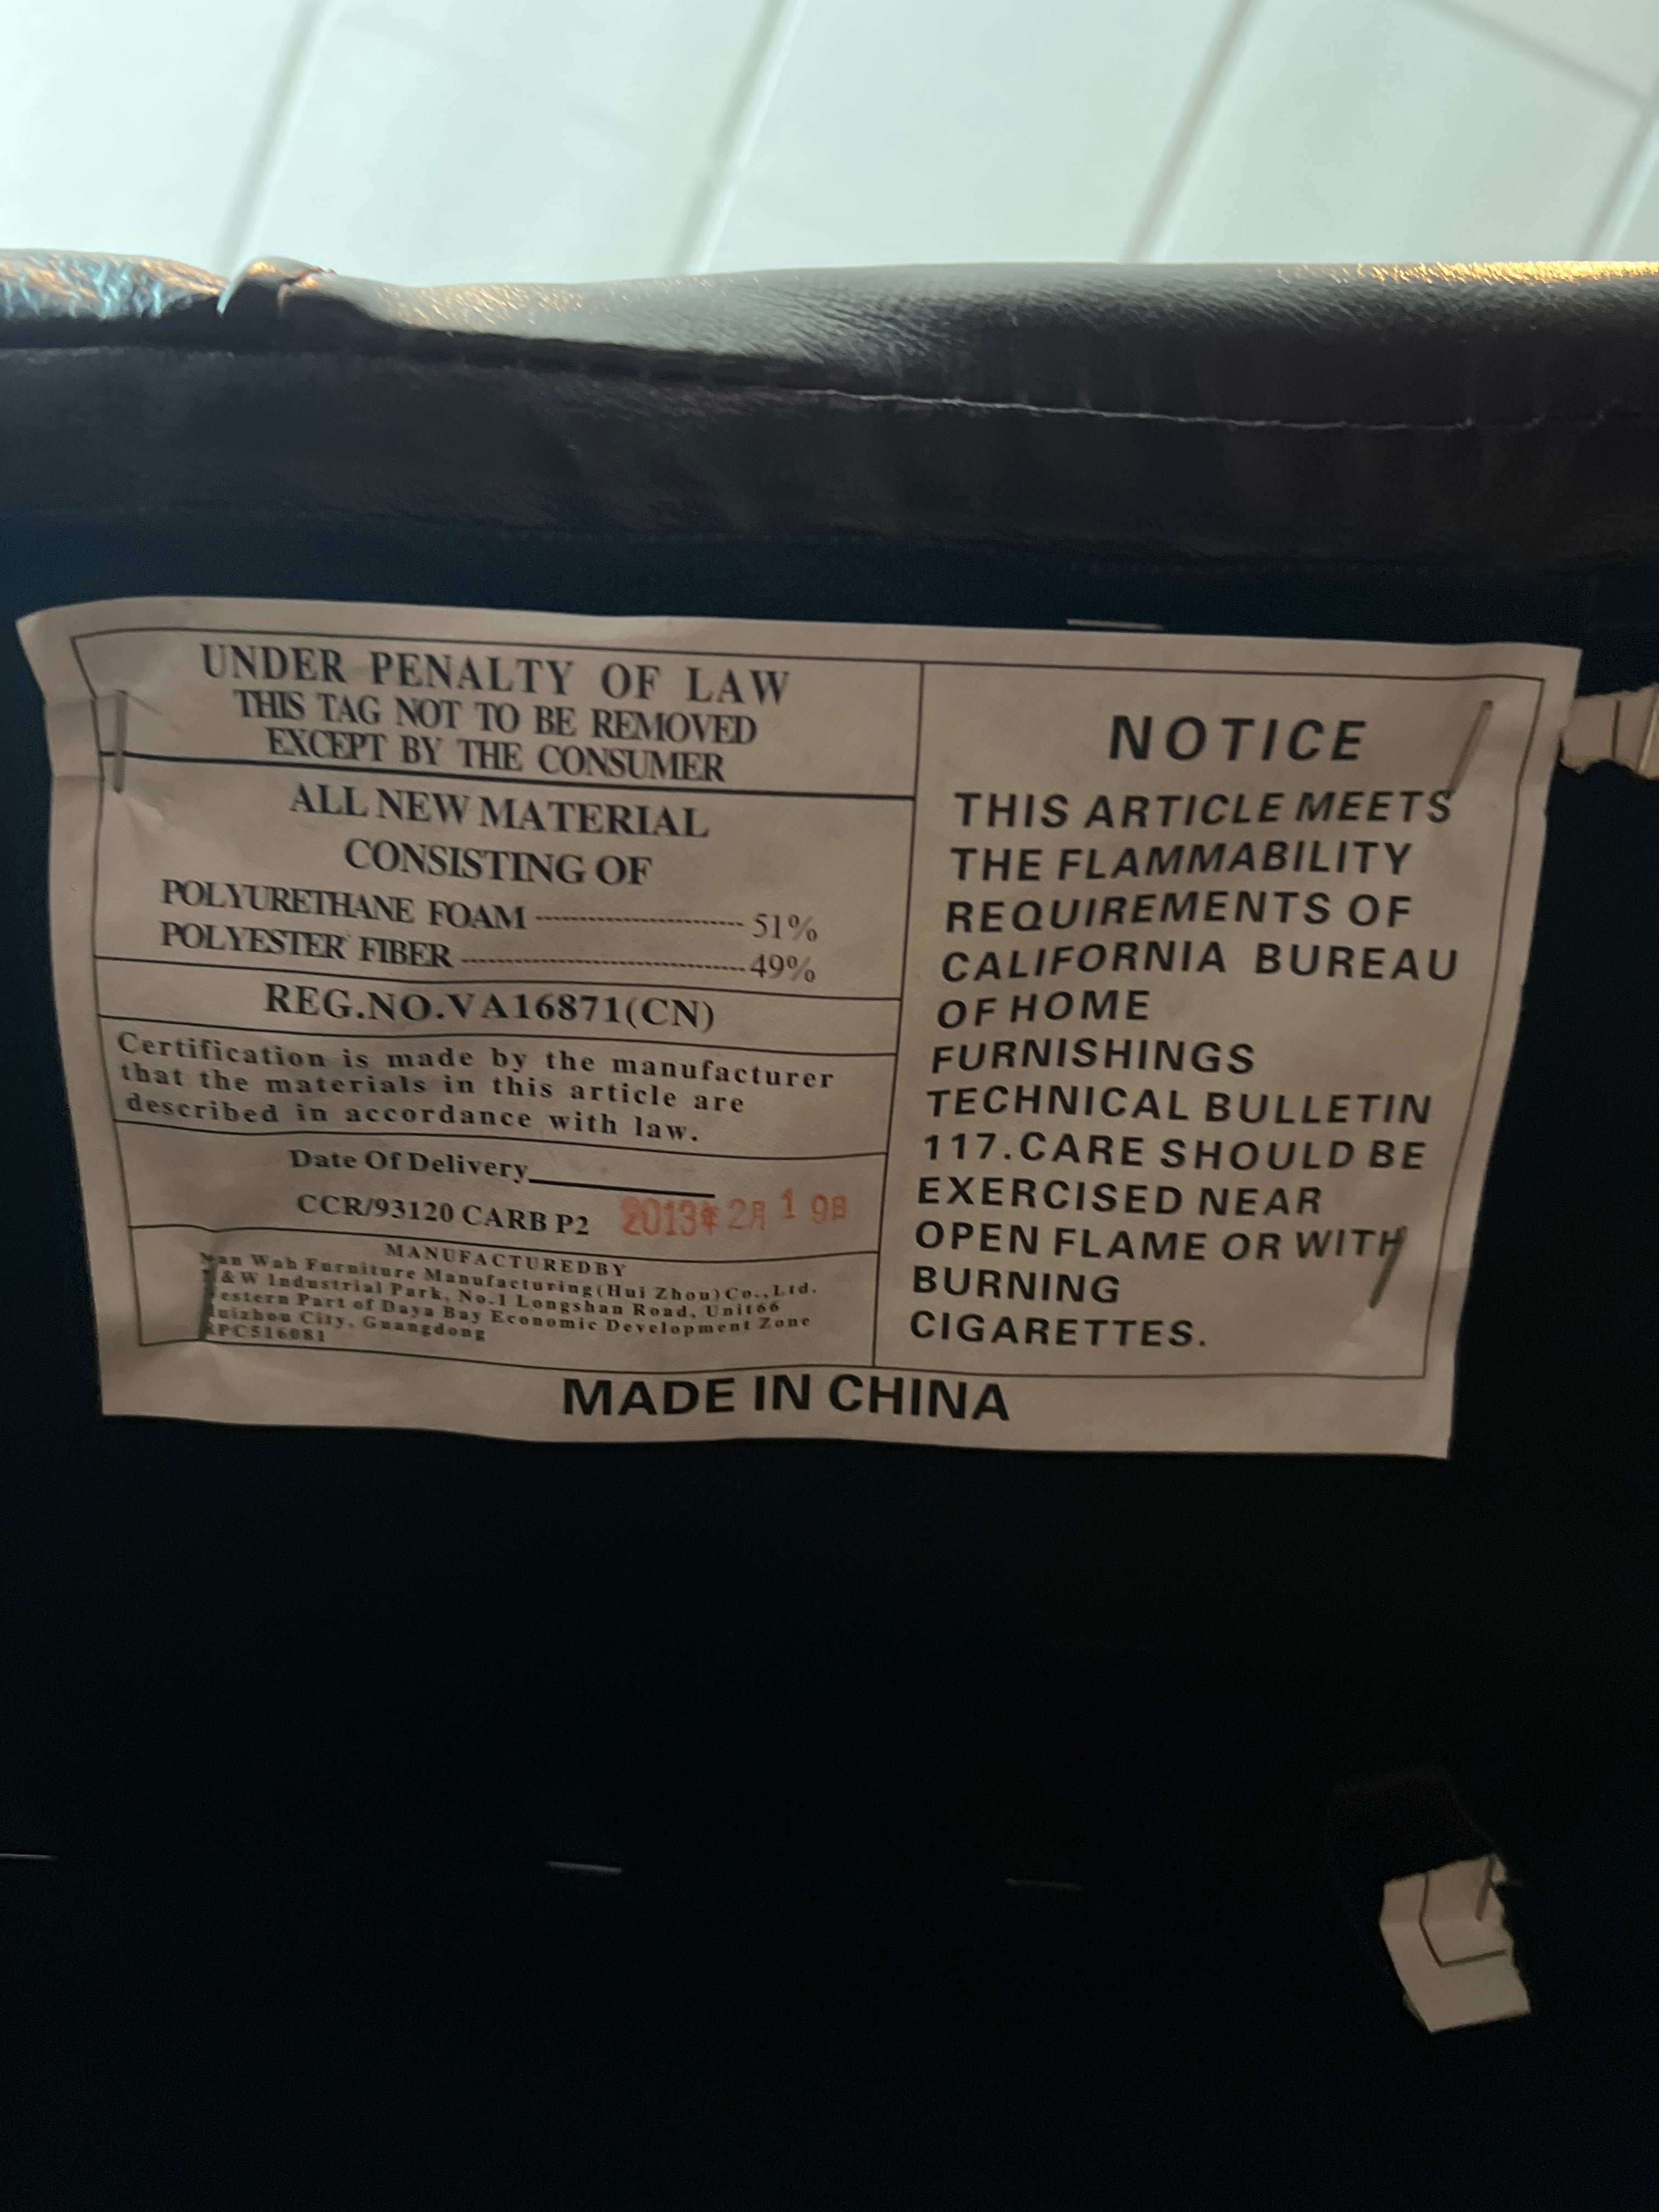 UNDER PENALTY OF LAW
THIS TAG NOT TO BE REMOVED
EXCEPT BY THE CONSUMER
ALL NEW MATERIAL
CONSISTING OF
POLYURETHANE FOAM ---------------------- 51%
POLYESTER FIBER ------------------------------49%
REG.NO.VA16871(CN)
Certification is made by the manufacturer
that the materials in this article are
described in accordance with law.
Date Of Delivery
CCR/93120 CARB P2 2013年2月19日
MANUFACTUREDBY
Wah Furniture Manufacturing(Hui Zhou)Co.,Ltd.
&W Industrial Park, No.1 Longshan Road, Unit66
Part of Daya Bay Economic Development Zone
City, Guangdong
516081
NOTICE
THIS ARTICLE MEETS
THE FLAMMABILITY
REQUIREMENTS OF
CALIFORNIA BUREAU
OF HOME
FURNISHINGS
TECHNICAL BULLETIN
117.CARE SHOULD BE
EXERCISED NEAR
OPEN FLAME OR WITH
BURNING
CIGARETTES.
MADE IN CHINA